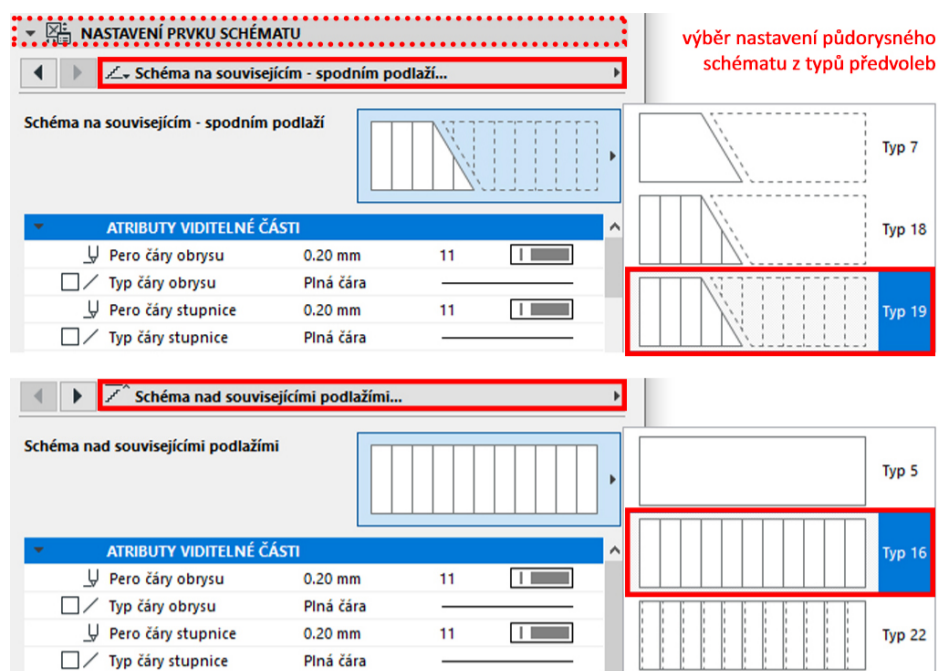 NASTAVENÍ PRVKU SCHÉMATU
výběr nastavení půdorysného
schématu z typů předvoleb
Schéma na souvisejícím - spodním podlaží...
Schéma na souvisejícím - spodním podlaží
Typ 7
Typ 18
Typ 19
ATRIBUTY VIDITELNÉ ČÁSTI
Pero čáry obrysu 0.20 mm 11
Typ čáry obrysu Plná čára
Pero čáry stupnice 0.20 mm 11
Typ čáry stupnice Plná čára
Schéma nad souvisejícími podlažími...
Schéma nad souvisejícími podlažími
Typ 5
Typ 16
Typ 22
ATRIBUTY VIDITELNÉ ČÁSTI
Pero čáry obrysu 0.20 mm 11
Typ čáry obrysu Plná čára
Pero čáry stupnice 0.20 mm 11
Typ čáry stupnice Plná čára